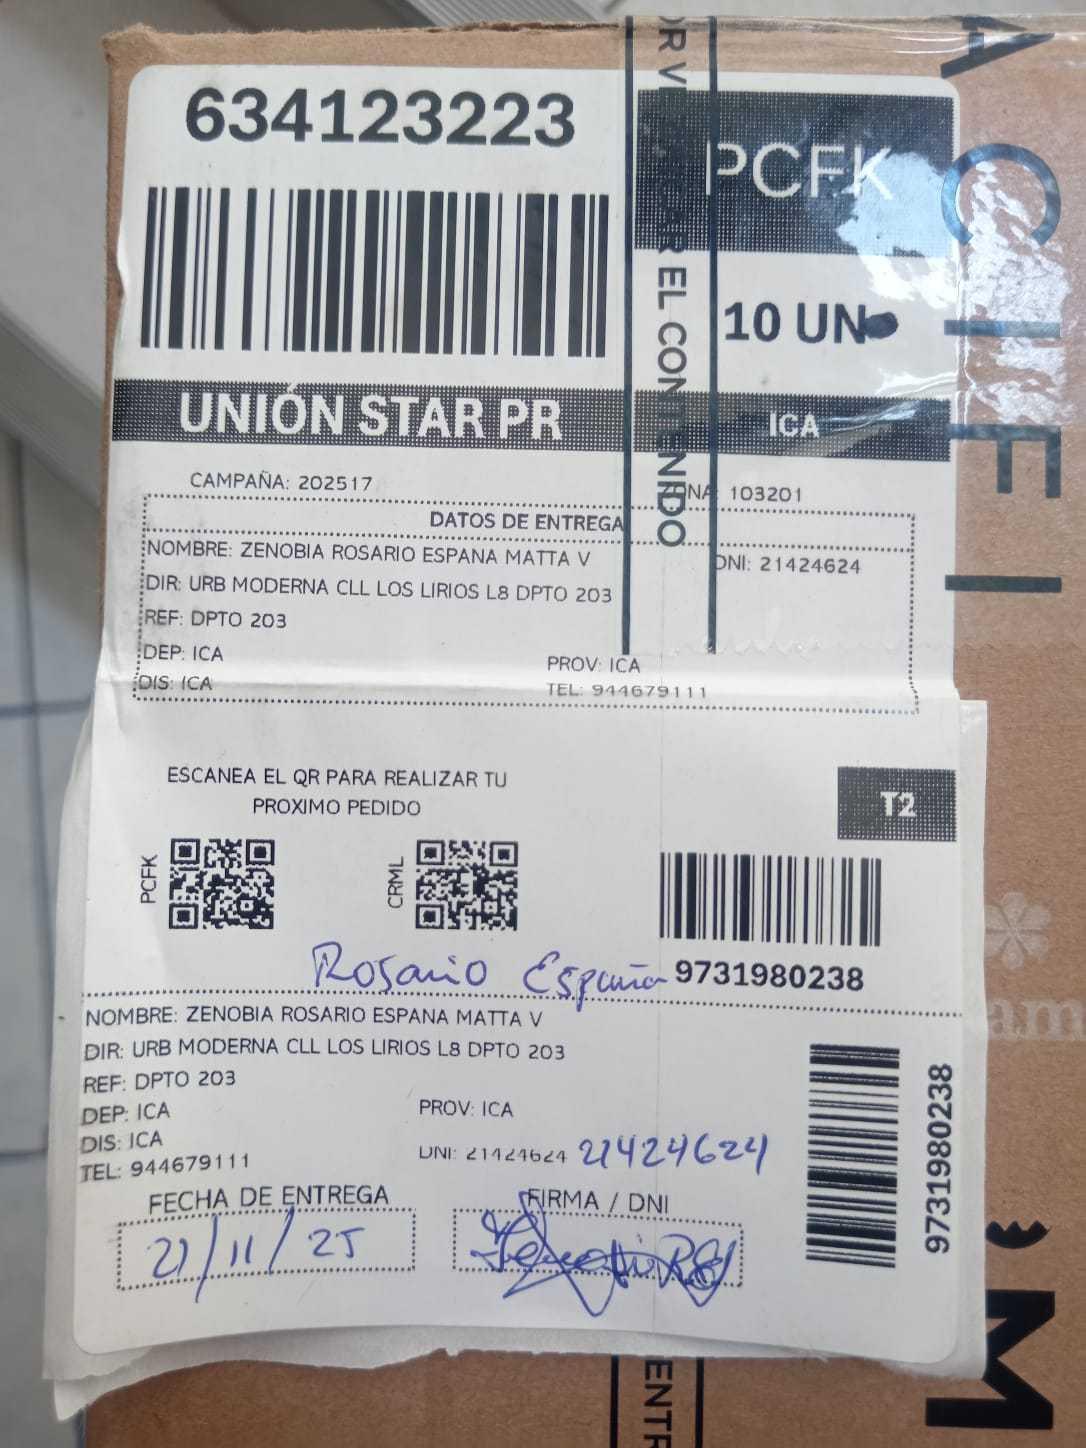 634123223
PCFK
10 UN
UNIÓN STAR PR
ICA
CAMPAÑA: 202517
ZONA: 103201
DATOS DE ENTREGA
NOMBRE: ZENOBIA ROSARIO ESPANA MATTA V
DNI: 21424624
DIR: URB MODERNA CLL LOS LIRIOS L8 DPTO 203
REF: DPTO 203
DEP: ICA
PROV: ICA
DIS: ICA
TEL: 944679111
EL CONTENIDO
ESCANEA EL QR PARA REALIZAR TU
PROXIMO PEDIDO
T2
PCFK
CRML
Rosario España
9731980238
NOMBRE: ZENOBIA ROSARIO ESPANA MATTA V
DIR: URB MODERNA CLL LOS LIRIOS L8 DPTO 203
REF: DPTO 203
DEP: ICA
PROV: ICA
DIS: ICA
DNI: 21424624 21424624
TEL: 944679111
9731980238
FECHA DE ENTREGA
FIRMA / DNI
21/11/25